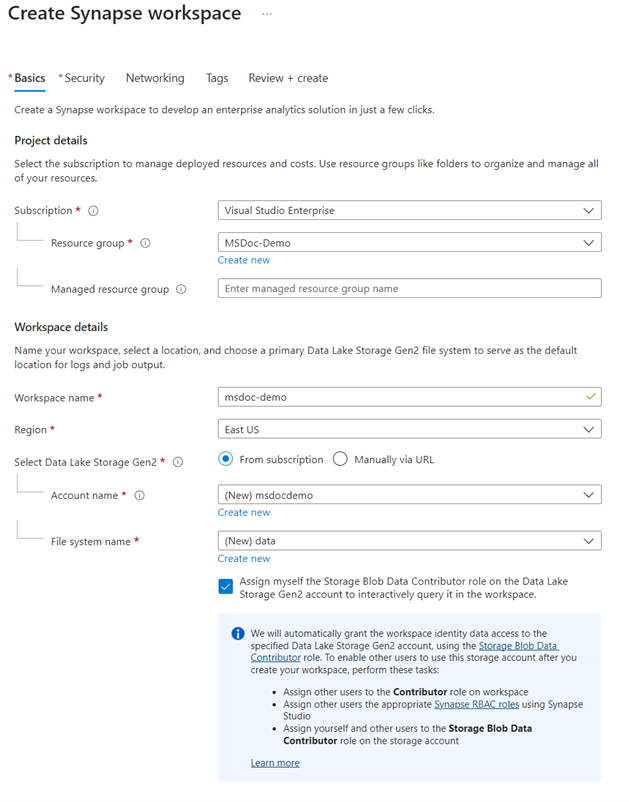 Create Synapse workspace ...
* Basics * Security Networking Tags Review + create
Create a Synapse workspace to develop an enterprise analytics solution in just a few clicks.
Project details
Select the subscription to manage deployed resources and costs. Use resource groups like folders to organize and manage all
of your resources.
Subscription * Visual Studio Enterprise
Resource group * MSDoc-Demo
Create new
Managed resource group Enter managed resource group name
Workspace details
Name your workspace, select a location, and choose a primary Data Lake Storage Gen2 file system to serve as the default
location for logs and job output.
Workspace name * msdoc-demo
Region * East US
Select Data Lake Storage Gen2 * From subscription Manually via URL
Account name * (New) msdocdemo
Create new
File system name * (New) data
Create new
Assign myself the Storage Blob Data Contributor role on the Data Lake
Storage Gen2 account to interactively query it in the workspace.
We will automatically grant the workspace identity data access to the
specified Data Lake Storage Gen2 account, using the Storage Blob Data
Contributor role. To enable other users to use this storage account after you
create your workspace, perform these tasks:
• Assign other users to the Contributor role on workspace
• Assign other users the appropriate Synapse RBAC roles using Synapse
Studio
• Assign yourself and other users to the Storage Blob Data
Contributor role on the storage account
Learn more